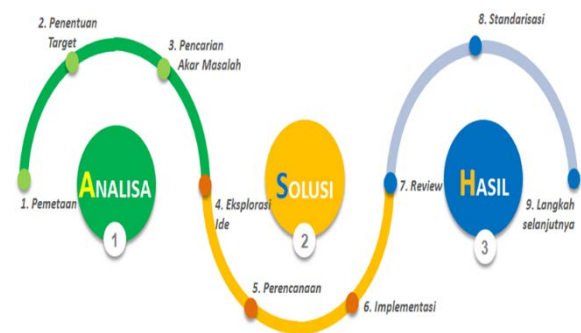 1. Pemetaan
2. Penentuan
Target
3. Pencarian
Akar Masalah
ANALISA
1
4. Eksplorasi
Ide
5. Perencanaan
6. Implementasi
SOLUSI
2
7. Review
8. Standarisasi
9. Langkah
selanjutnya
HASIL
3